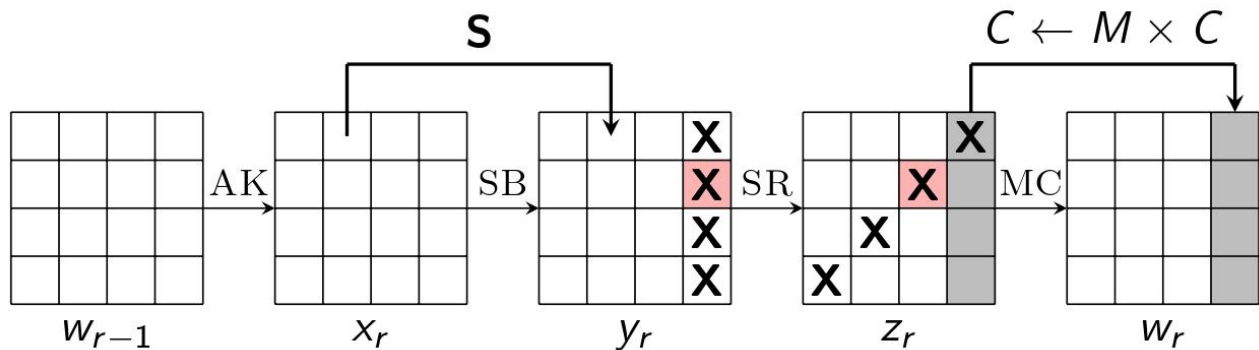 S
C ← M × C
X X
AK SB X SR X MC
X X
X X
w_{r−1} x_r y_r z_r w_r